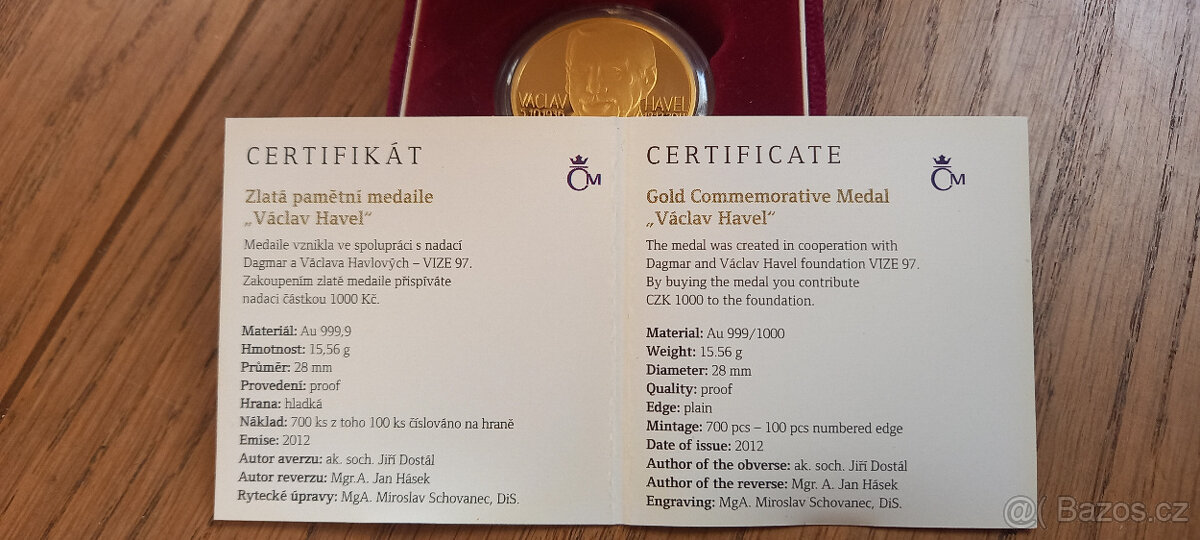 VÁCLAV HAVEL
CERTIFIKÁT
ČM
Zlatá pamětní medaile
„Václav Havel“
Medaile vznikla ve spolupráci s nadací
Dagmar a Václava Havlových – VIZE 97.
Zakoupením zlaté medaile přispíváte
nadaci částkou 1000 Kč.
Materiál: Au 999,9
Hmotnost: 15,56 g
Průměr: 28 mm
Provedení: proof
Hrana: hladká
Náklad: 700 ks z toho 100 ks číslováno na hraně
Emise: 2012
Autor averzu: ak. soch. Jiří Dostál
Autor reverzu: Mgr.A. Jan Hásek
Rytecké úpravy: MgA. Miroslav Schovanec, DiS.
CERTIFICATE
ČM
Gold Commemorative Medal
„Václav Havel“
The medal was created in cooperation with
Dagmar and Václav Havel foundation VIZE 97.
By buying the medal you contribute
CZK 1000 to the foundation.
Material: Au 999/1000
Weight: 15.56 g
Diameter: 28 mm
Quality: proof
Edge: plain
Mintage: 700 pcs – 100 pcs numbered edge
Date of issue: 2012
Author of the obverse: ak. soch. Jiří Dostál
Author of the reverse: Mgr. A. Jan Hásek
Engraving: MgA. Miroslav Schovanec, DiS.
Bazos.cz